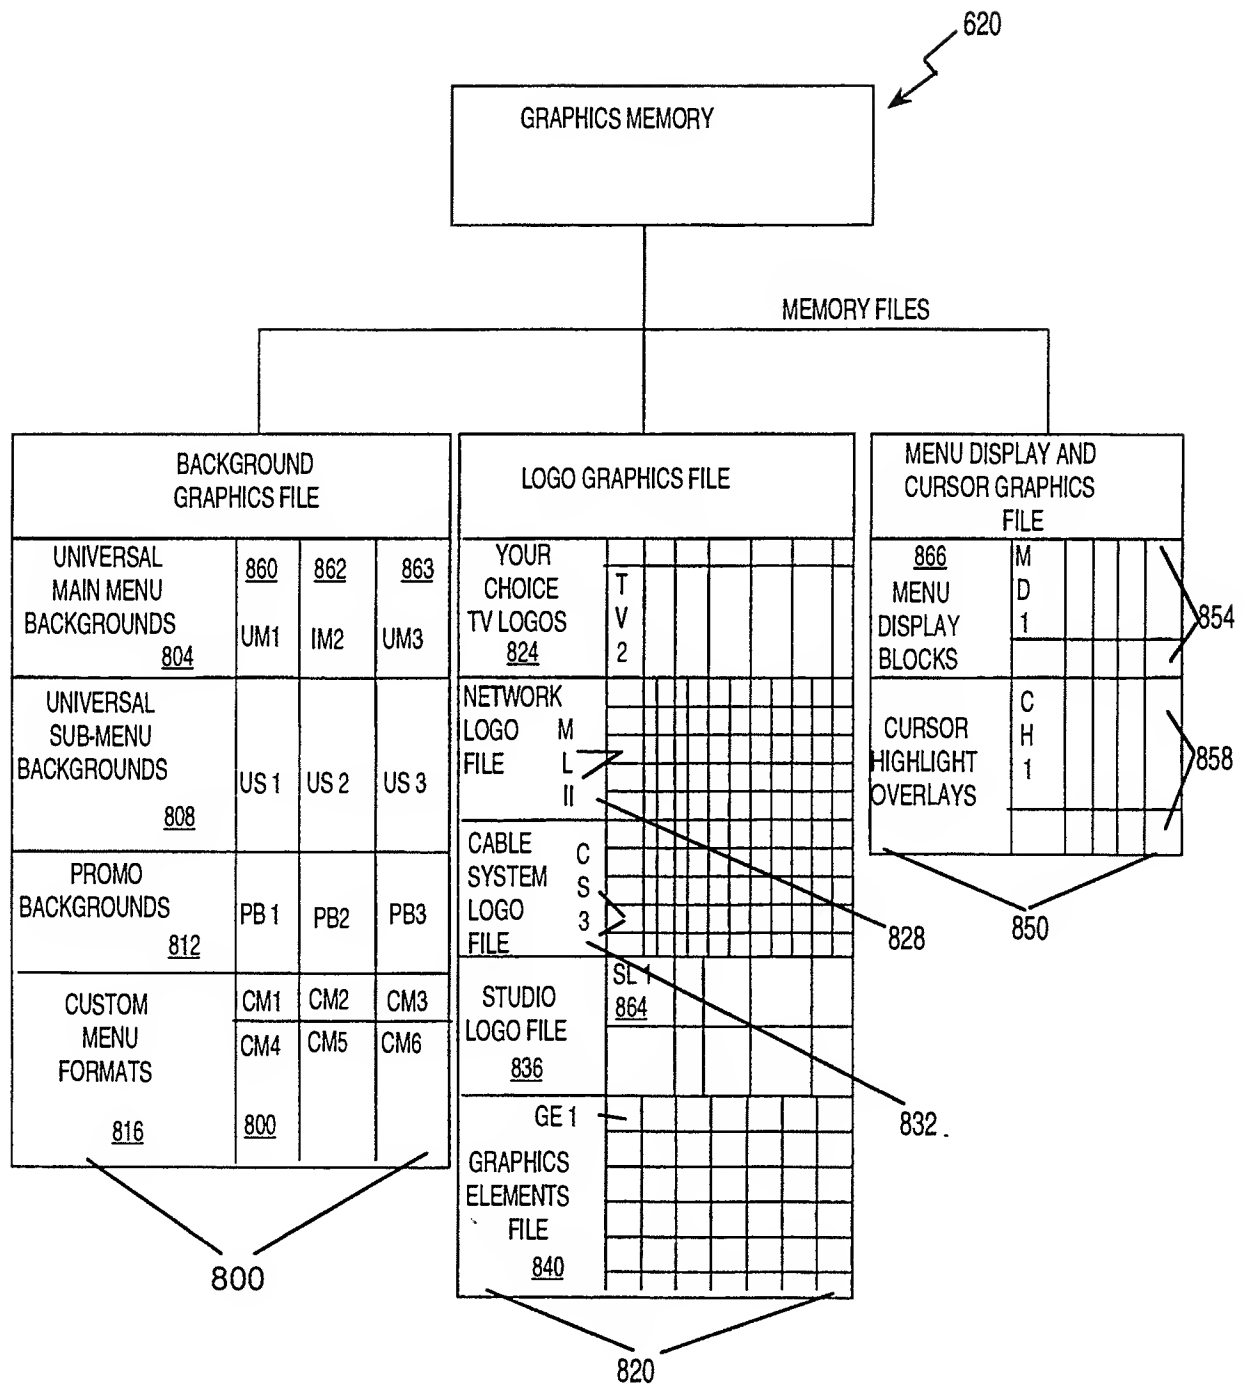 620
GRAPHICS MEMORY
MEMORY FILES
BACKGROUND
GRAPHICS FILE
UNIVERSAL
MAIN MENU
BACKGROUNDS
804
860
862
863
UM1
IM2
UM3
UNIVERSAL
SUB-MENU
BACKGROUNDS
808
US 1
US 2
US 3
PROMO
BACKGROUNDS
812
PB 1
PB2
PB3
CUSTOM
MENU
FORMATS
816
CM1
CM2
CM3
CM4
CM5
CM6
800
800
LOGO GRAPHICS FILE
YOUR
CHOICE
TV LOGOS
824
T
V
2
NETWORK
LOGO
FILE
M
L
II
828
CABLE
SYSTEM
LOGO
FILE
C
S
3
832
STUDIO
LOGO FILE
836
SL 1
864
GE 1
GRAPHICS
ELEMENTS
FILE
840
820
MENU DISPLAY AND
CURSOR GRAPHICS
FILE
866
MENU
DISPLAY
BLOCKS
M
D
1
854
CURSOR
HIGHLIGHT
OVERLAYS
C
H
1
858
850